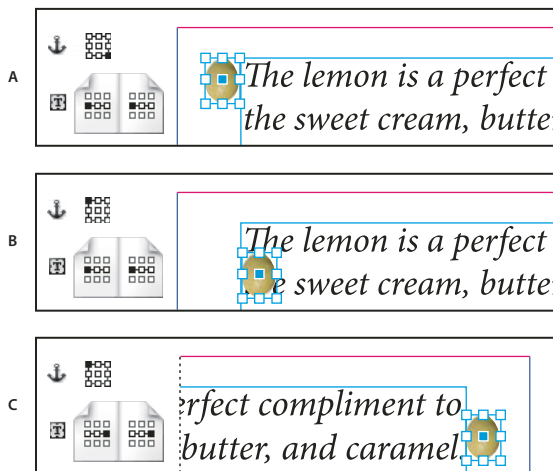 A
The lemon is a perfect
the sweet cream, butte
B
The lemon is a perfect
e sweet cream, butte
C
rfect compliment to
butter, and caramel.